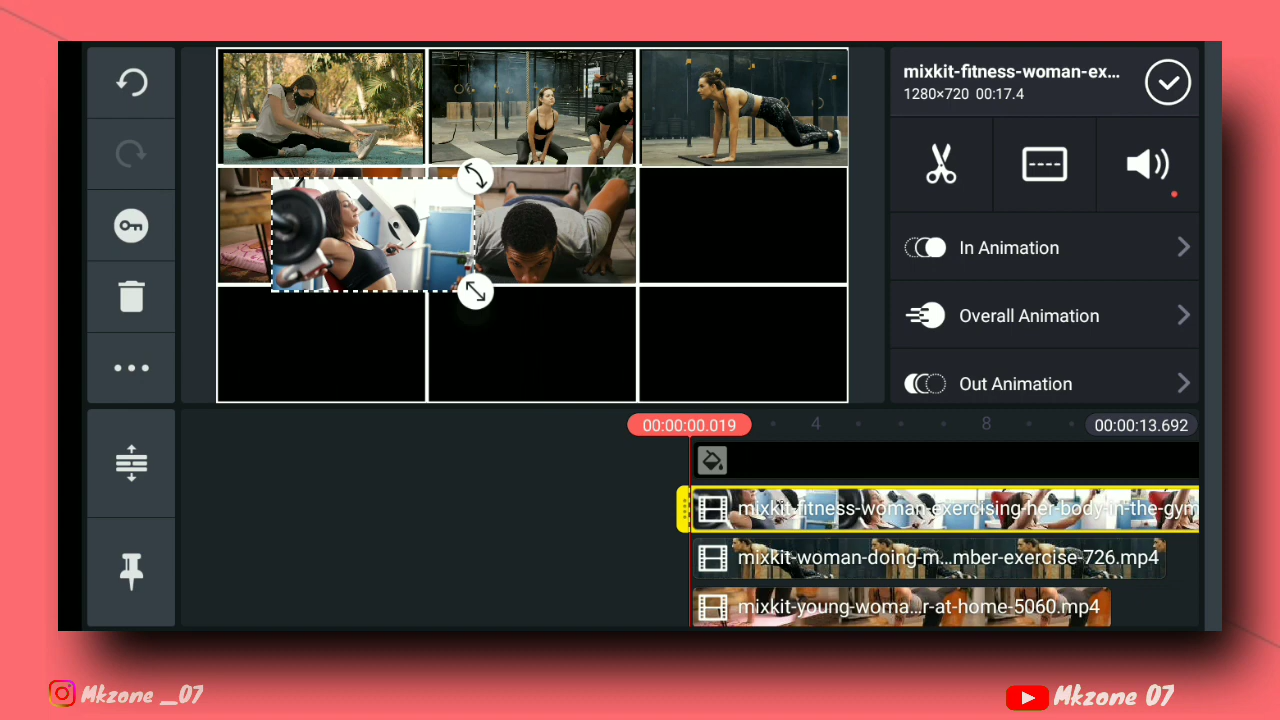 mixkit-fitness-woman-ex...
1280×720 00:17.4
In Animation
Overall Animation
Out Animation
00:00:00.019
4
8
00:00:13.692
mixkit-fitness-woman-exercising-her-body-in-the-gym
mixkit-woman-doing-m...mber-exercise-726.mp4
mixkit-young-woma...r-at-home-5060.mp4
Mkzone _07
Mkzone 07